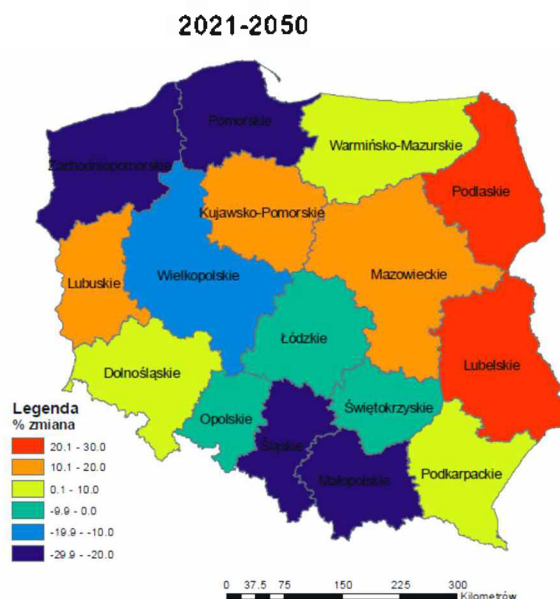 2021-2050
Pomorskie
Warmińsko-Mazurskie
Zachodniopomorskie
Podlaskie
Kujawsko-Pomorskie
Mazowieckie
Wielkopolskie
Lubuskie
Łódzkie
Lubelskie
Dolnośląskie
Świętokrzyskie
Opolskie
Śląskie
Podkarpackie
Małopolskie
Legenda
% zmiana
20.1 - 30.0
10.1 - 20.0
0.1 - 10.0
-9.9 - 0.0
-19.9 - -10.0
-29.9 - -20.0
0 37.5 75 150 225 300
Kilometrów